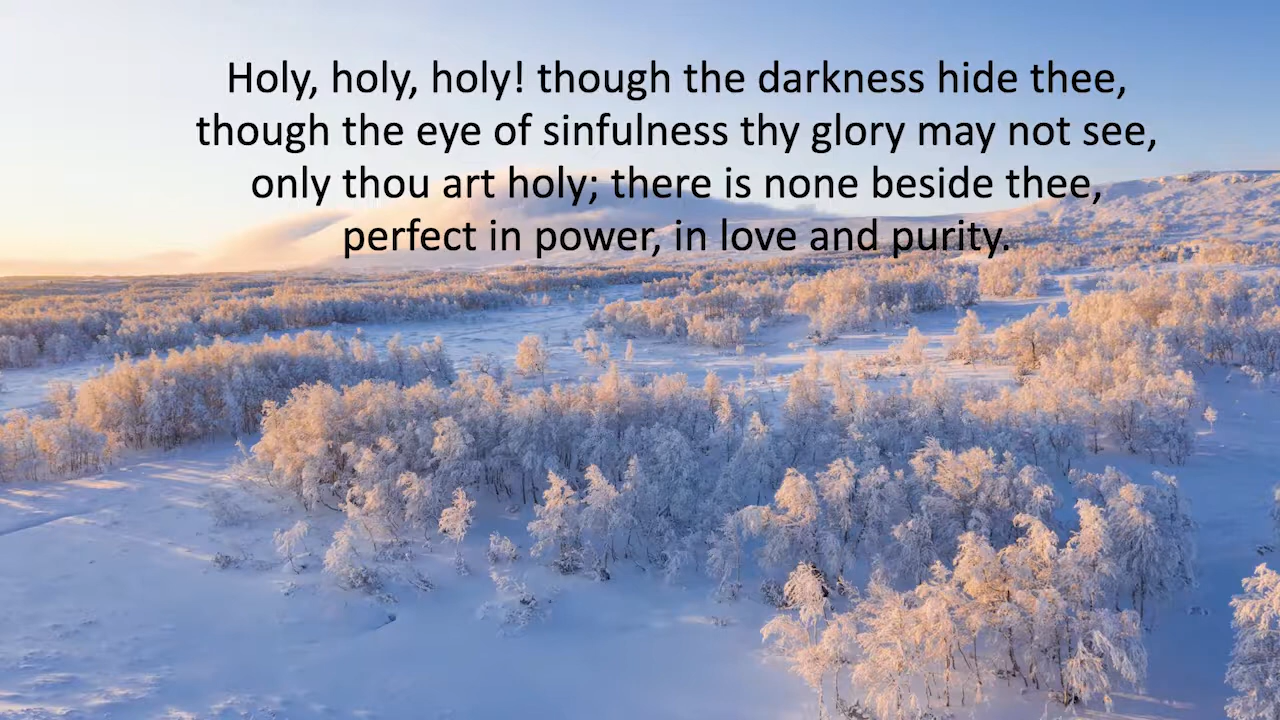 Holy, holy, holy! though the darkness hide thee,
though the eye of sinfulness thy glory may not see,
only thou art holy; there is none beside thee,
perfect in power, in love and purity.